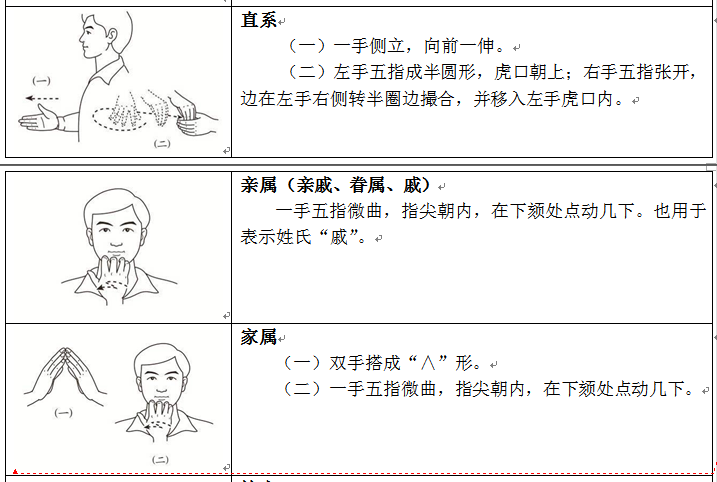 （一）
（二）
直系
（一）一手侧立，向前一伸。
（二）左手五指成半圆形，虎口朝上；右手五指张开，
边在左手右侧转半圈边撮合，并移入左手虎口内。
亲属（亲戚、眷属、戚）
一手五指微曲，指尖朝内，在下颏处点动几下。也用于
表示姓氏“戚”。
（一）
（二）
家属
（一）双手搭成“∧”形。
（二）一手五指微曲，指尖朝内，在下颏处点动几下。